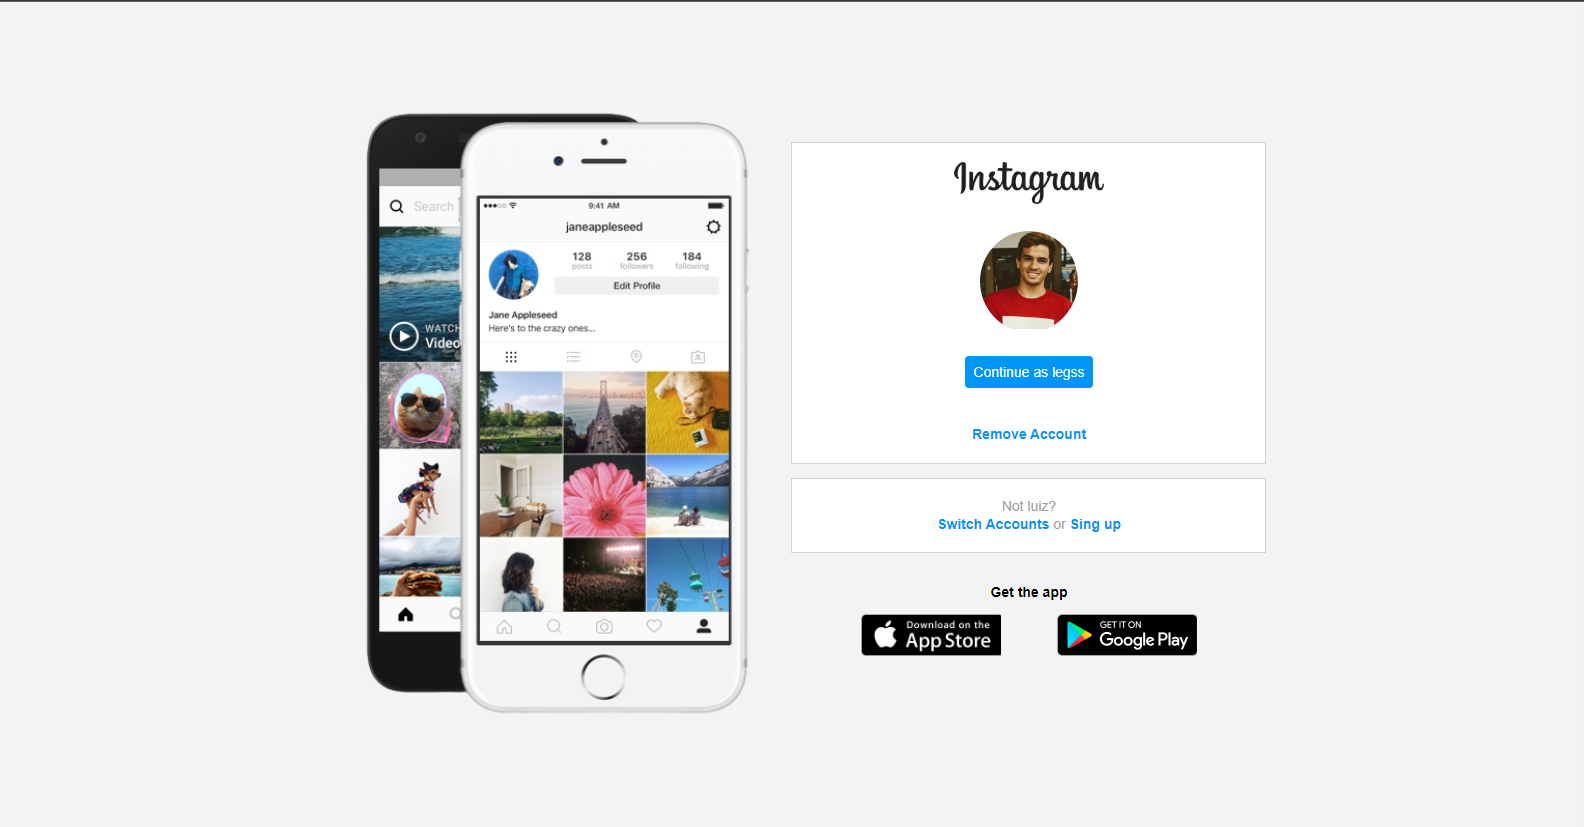 Search
WATCH
Video
9:41 AM
janeappleseed
128 256 184
posts followers following
Edit Profile
Jane Appleseed
Here's to the crazy ones...
Instagram
Continue as legss
Remove Account
Not luiz?
Switch Accounts or Sing up
Get the app
Download on the
App Store
GET IT ON
Google Play